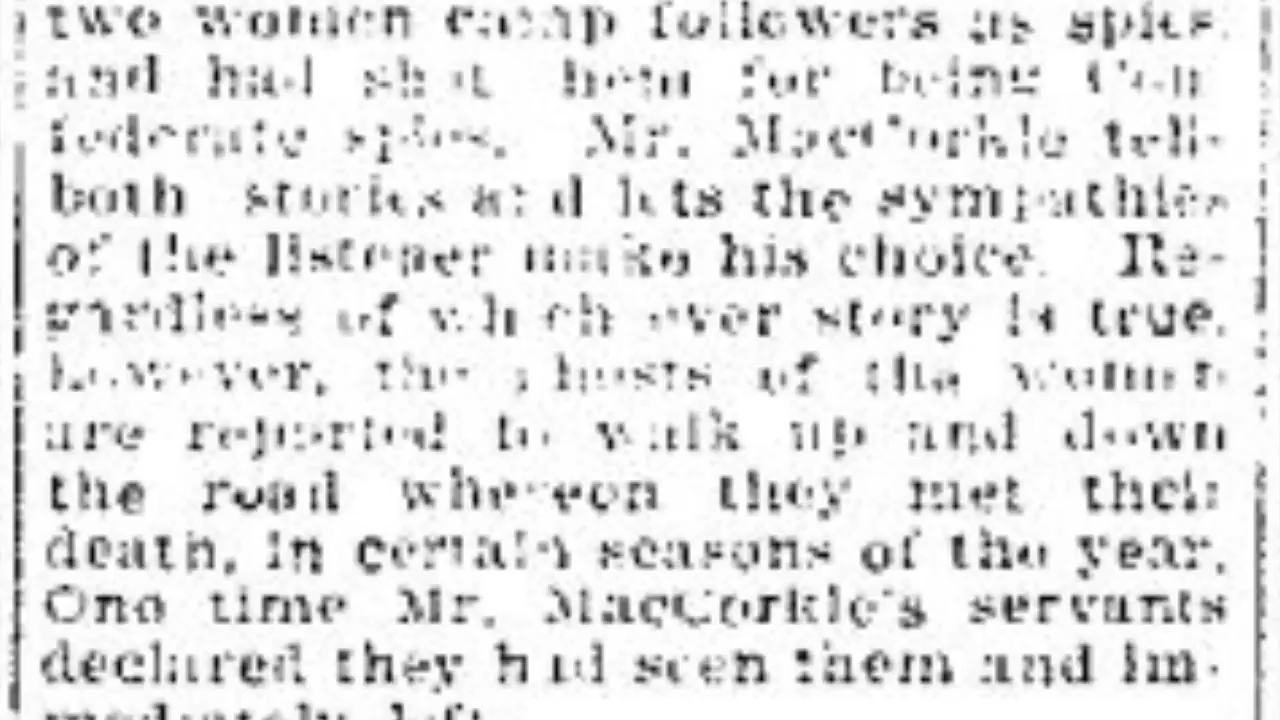 two women camp followers as spies
and had shot them for being Con-
federate spies. Mr. MacCorkle tells
both stories and lets the sympathies
of the listener make his choice. Re-
gardless of which ever story is true,
however, the ghosts of the women
are reported to walk up and down
the road whereon they met their
death, in certain seasons of the year.
One time Mr. MacCorkle's servants
declared they had seen them and im-
mediately left